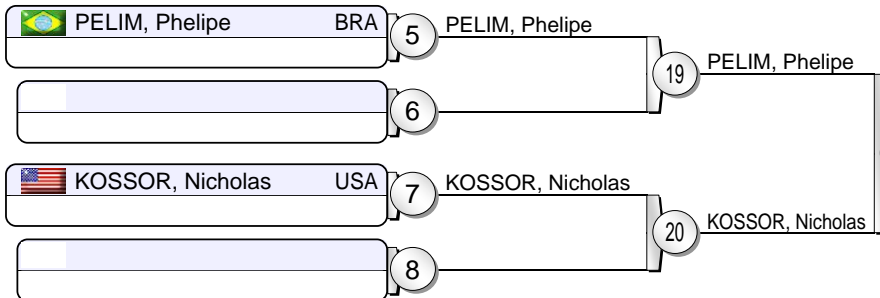 PELIM, Phelipe BRA
5
PELIM, Phelipe
6
19
PELIM, Phelipe
KOSSOR, Nicholas USA
7
KOSSOR, Nicholas
8
20
KOSSOR, Nicholas